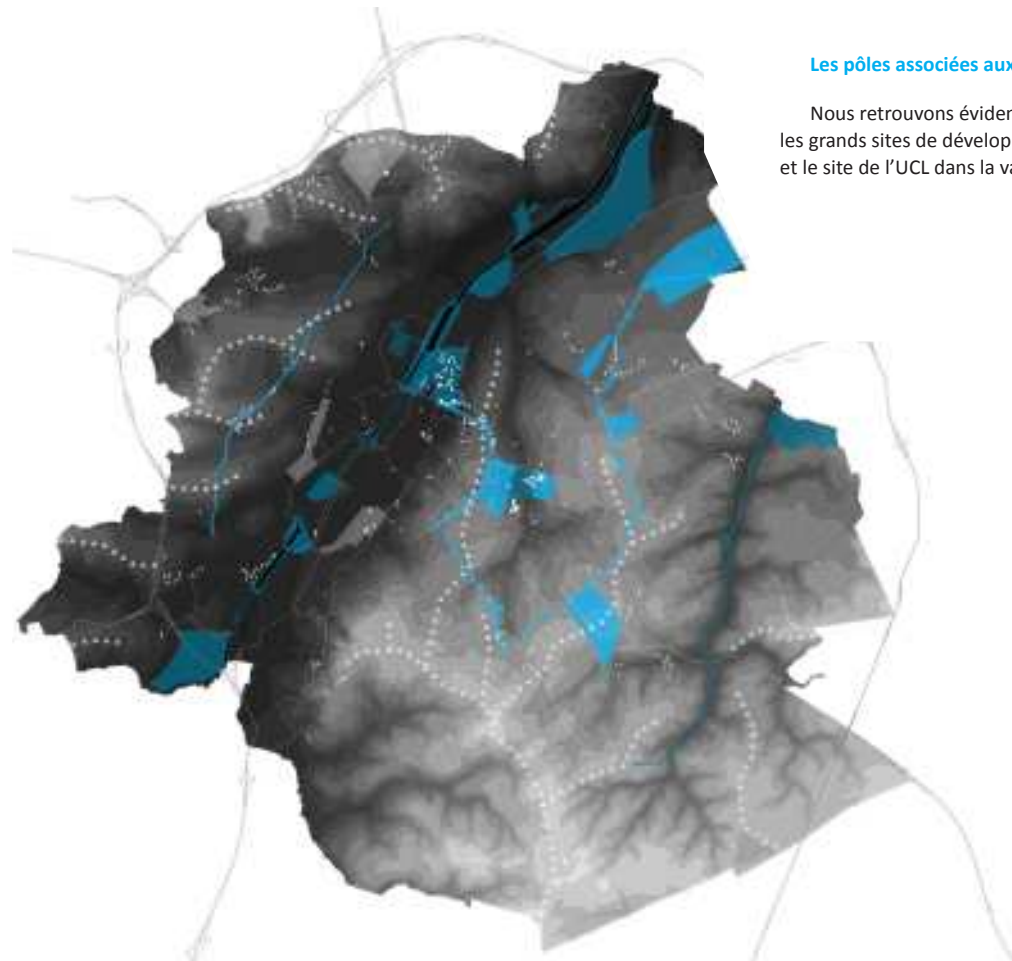 Les pôles associées aux
Nous retrouvons éviden
les grands sites de dévelop
et le site de l'UCL dans la va